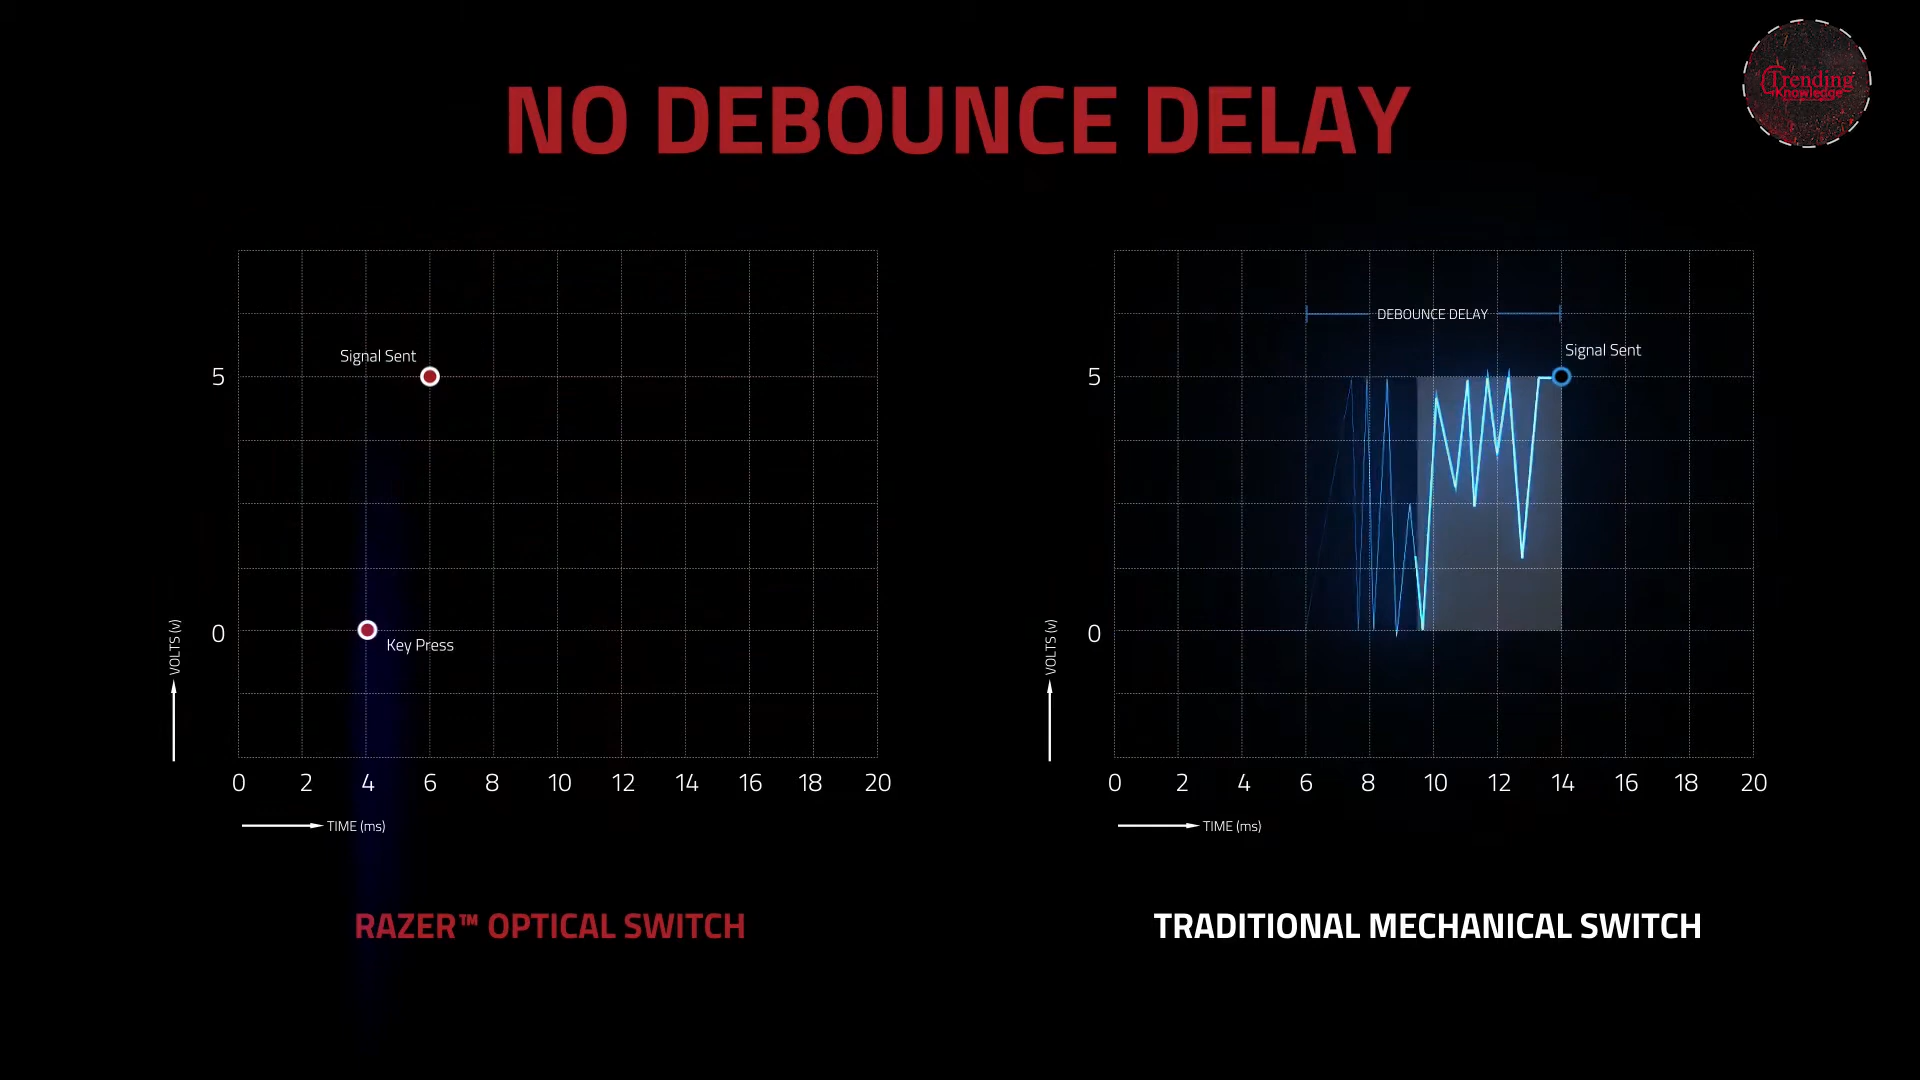 Trending
Knowledge
NO DEBOUNCE DELAY
Signal Sent
5
0
Key Press
VOLTS (v)
0 2 4 6 8 10 12 14 16 18 20
TIME (ms)
RAZER™ OPTICAL SWITCH
DEBOUNCE DELAY
Signal Sent
5
0
VOLTS (v)
0 2 4 6 8 10 12 14 16 18 20
TIME (ms)
TRADITIONAL MECHANICAL SWITCH